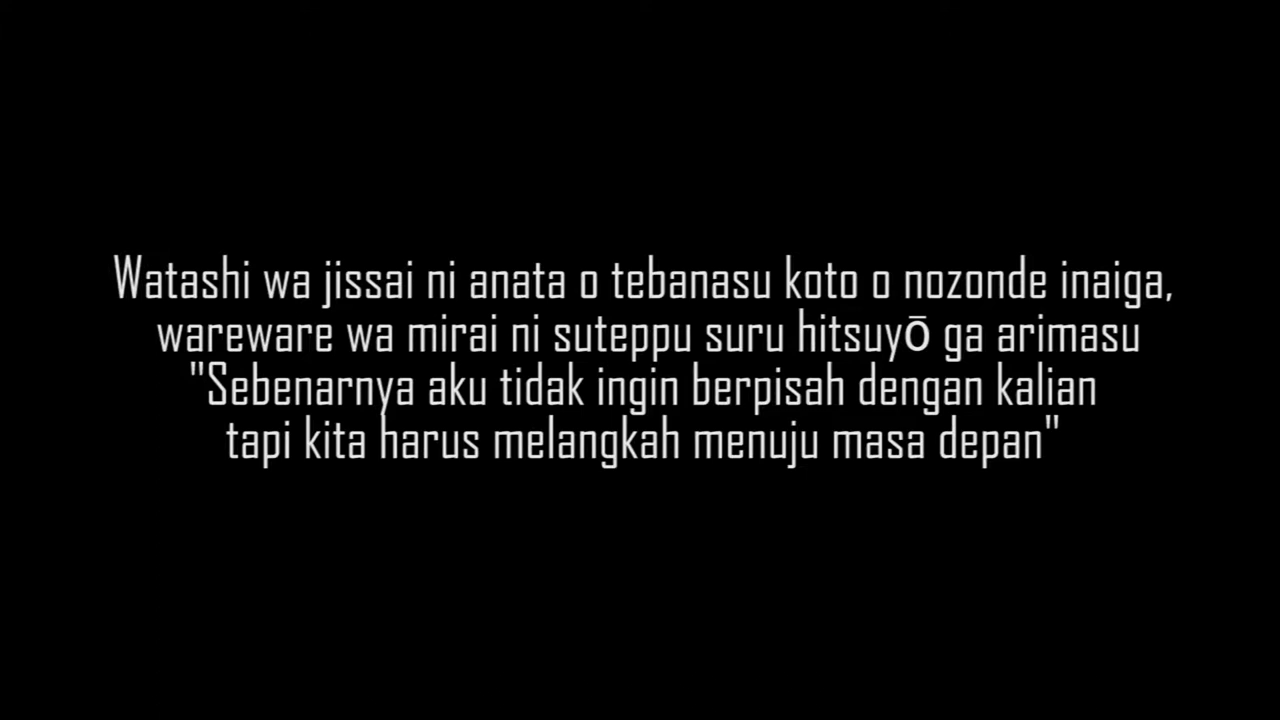 Watashi wa jissai ni anata o tebanasu koto o nozonde inaiga,
wareware wa mirai ni suteppu suru hitsuyō ga arimasu
"Sebenarnya aku tidak ingin berpisah dengan kalian
tapi kita harus melangkah menuju masa depan"